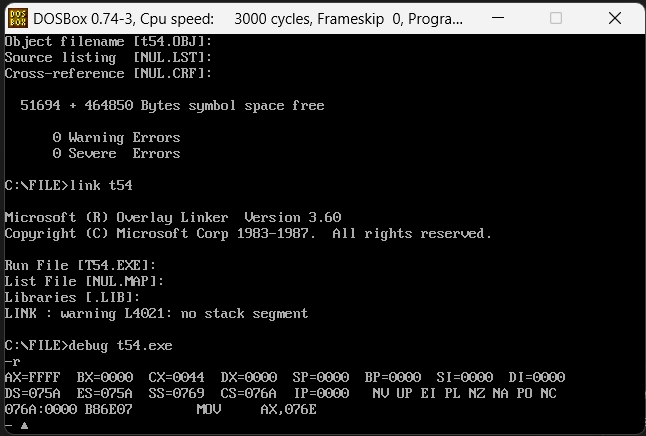 DOS
BOX
DOSBox 0.74-3, Cpu speed:    3000 cycles, Frameskip  0, Progra...
Object filename [t54.OBJ]:
Source listing  [NUL.LST]:
Cross-reference [NUL.CRF]:
  51694 + 464850 Bytes symbol space free
      0 Warning Errors
      0 Severe  Errors
C:\FILE>link t54
Microsoft (R) Overlay Linker  Version 3.60
Copyright (C) Microsoft Corp 1983-1987.  All rights reserved.
Run File [T54.EXE]:
List File [NUL.MAP]:
Libraries [.LIB]:
LINK : warning L4021: no stack segment
C:\FILE>debug t54.exe
-r
AX=FFFF  BX=0000  CX=0044  DX=0000  SP=0000  BP=0000  SI=0000  DI=0000
DS=075A  ES=075A  SS=0769  CS=076A  IP=0000   NV UP EI PL NZ NA PO NC
076A:0000 B86E07        MOV     AX,076E
- ▲